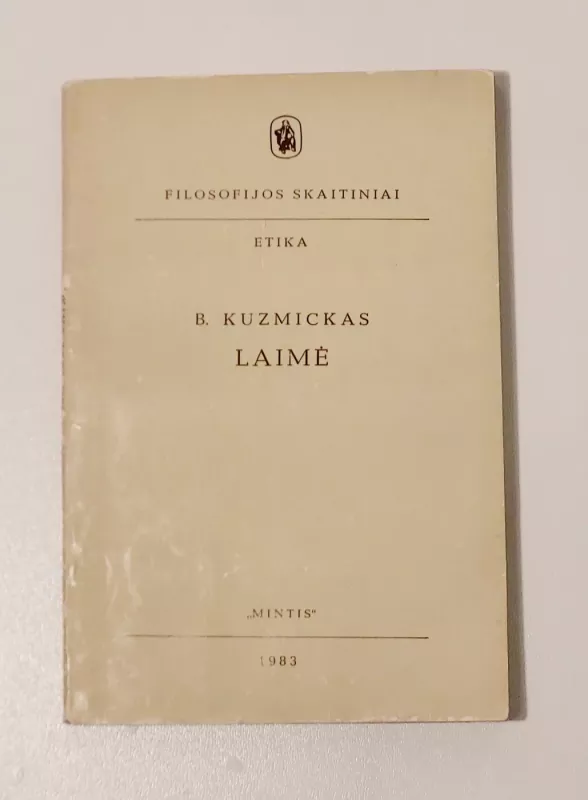 FILOSOFIJOS SKAITINIAI
ETIKA
B. KUZMICKAS
LAIMĖ
„MINTIS“
1983